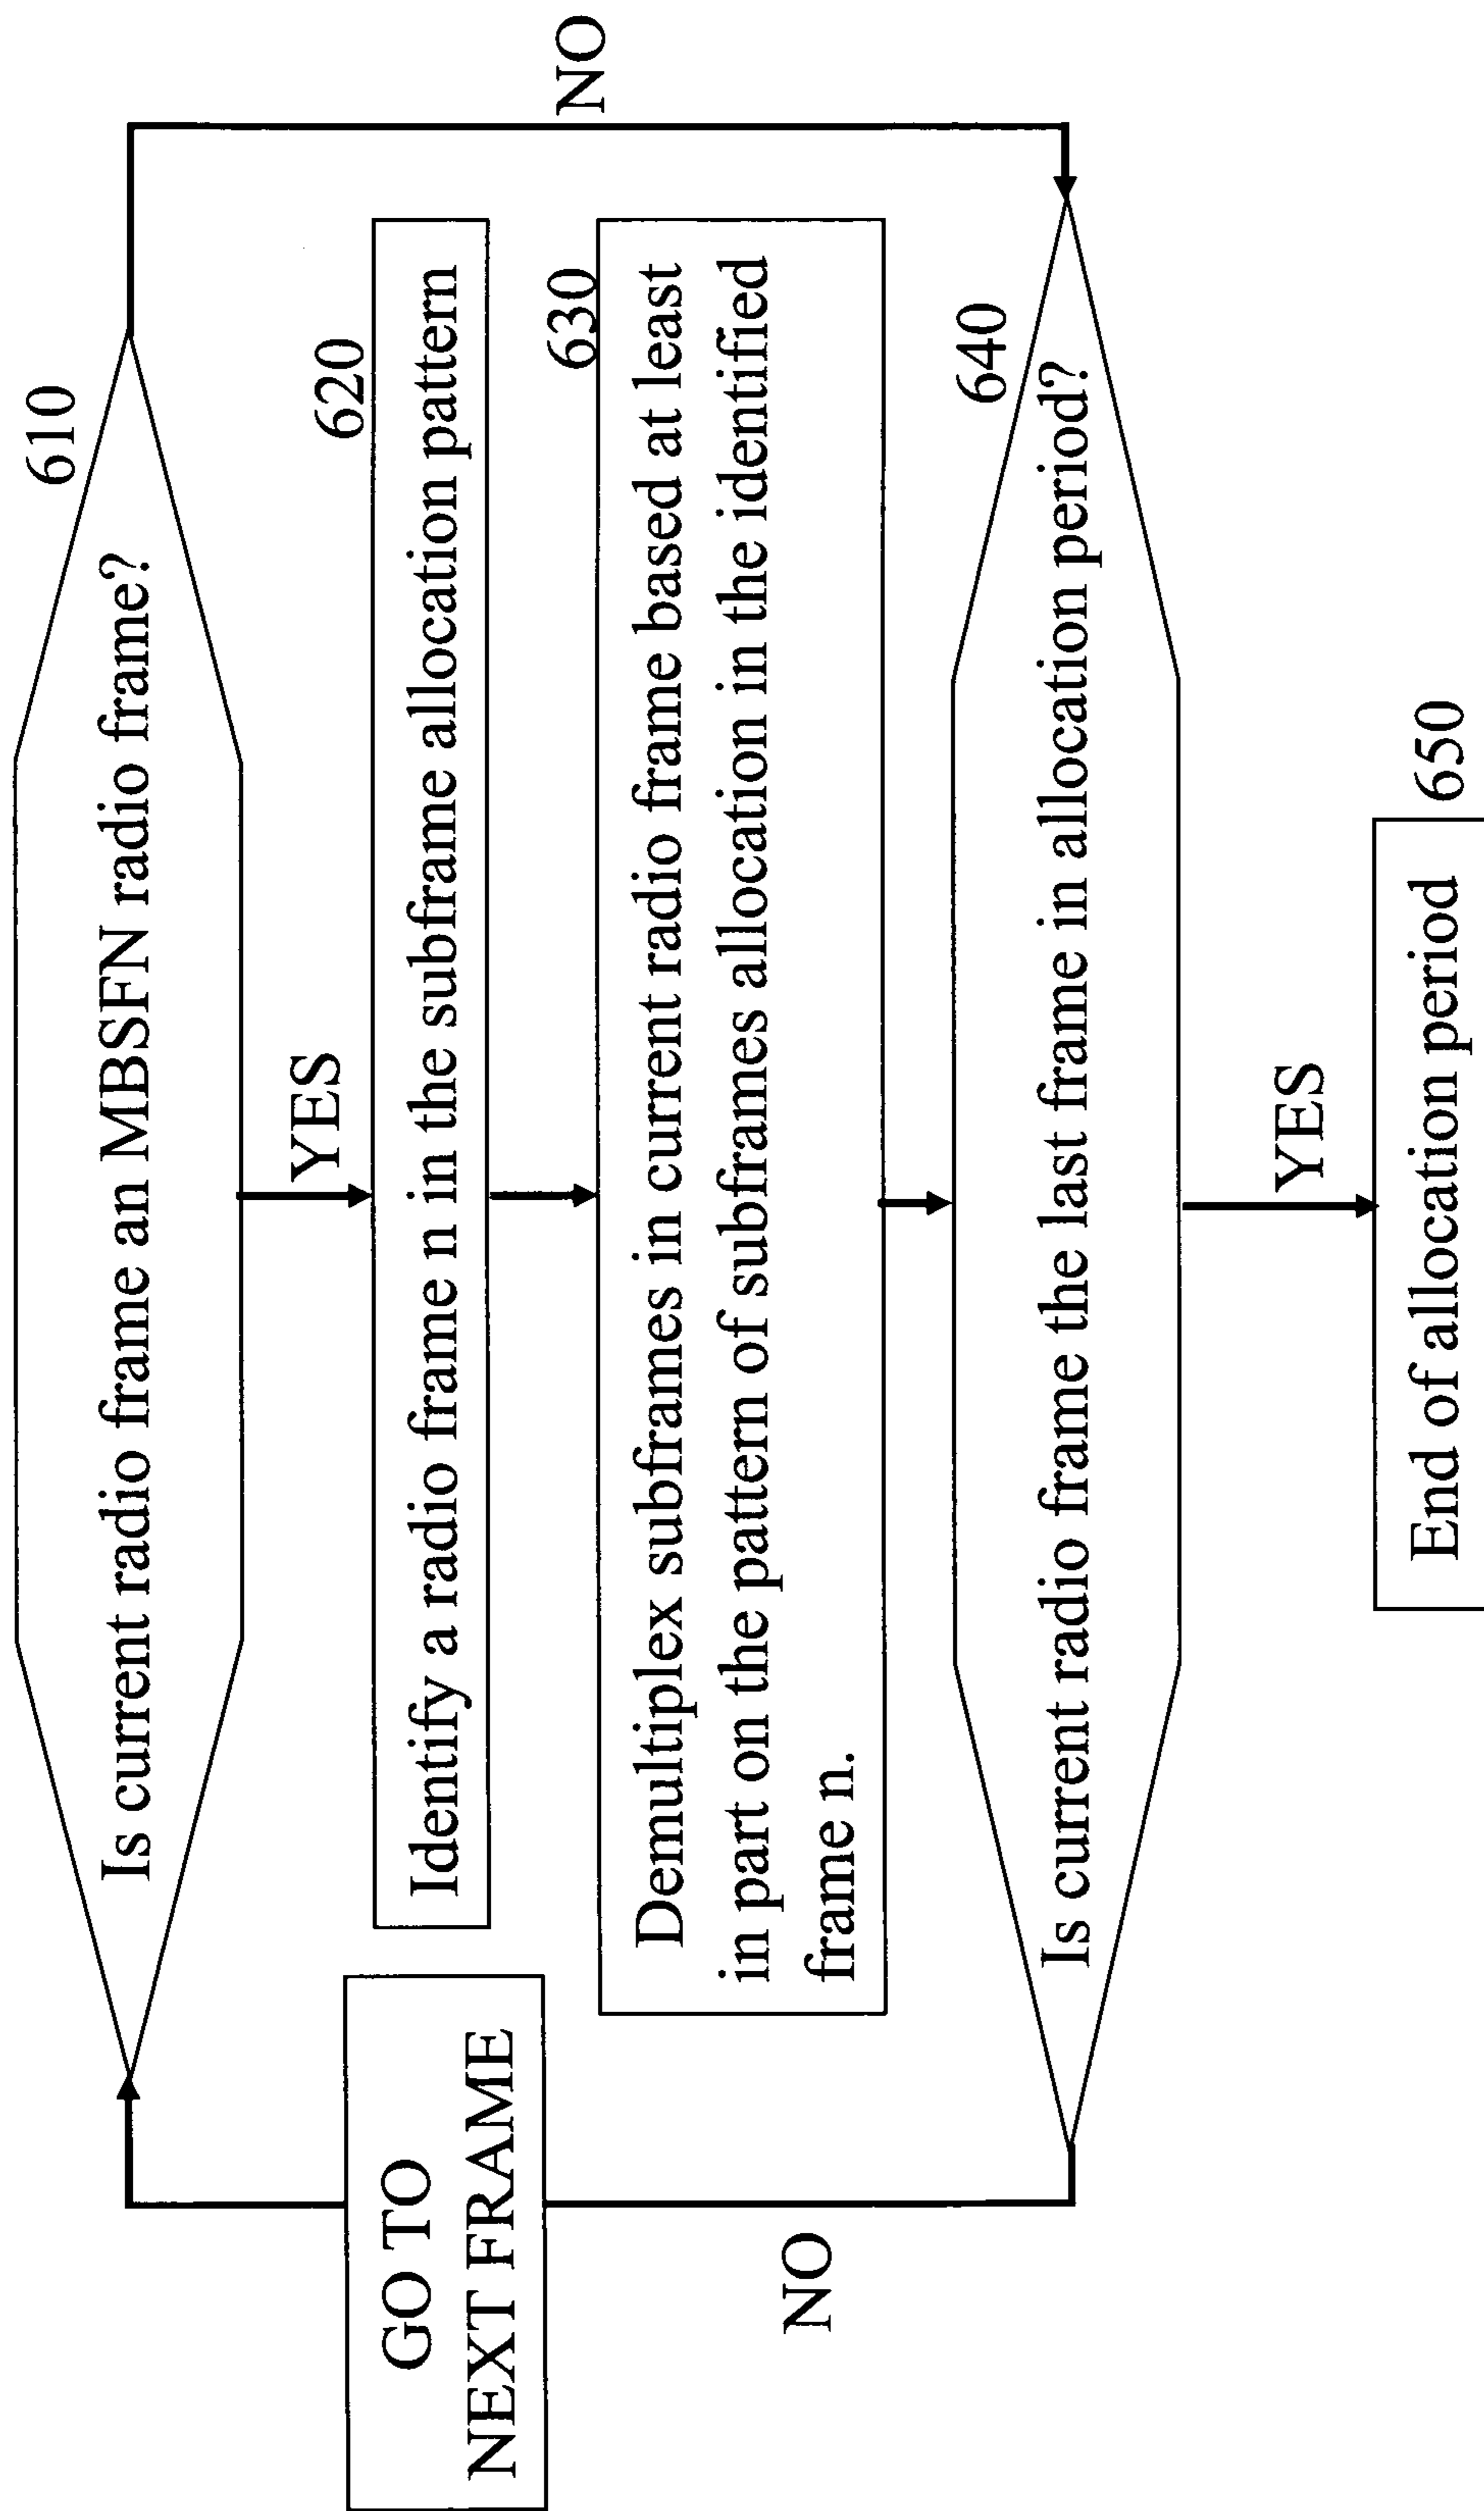 610
Is current radio frame an MBSFN radio frame?
NO
YES
620
Identify a radio frame n in the subframe allocation pattern
GO TO
NEXT FRAME
630
Demultiplex subframes in current radio frame based at least
in part on the pattern of subframes allocation in the identified
frame n.
NO
640
Is current radio frame the last frame in allocation period?
YES
650
End of allocation period